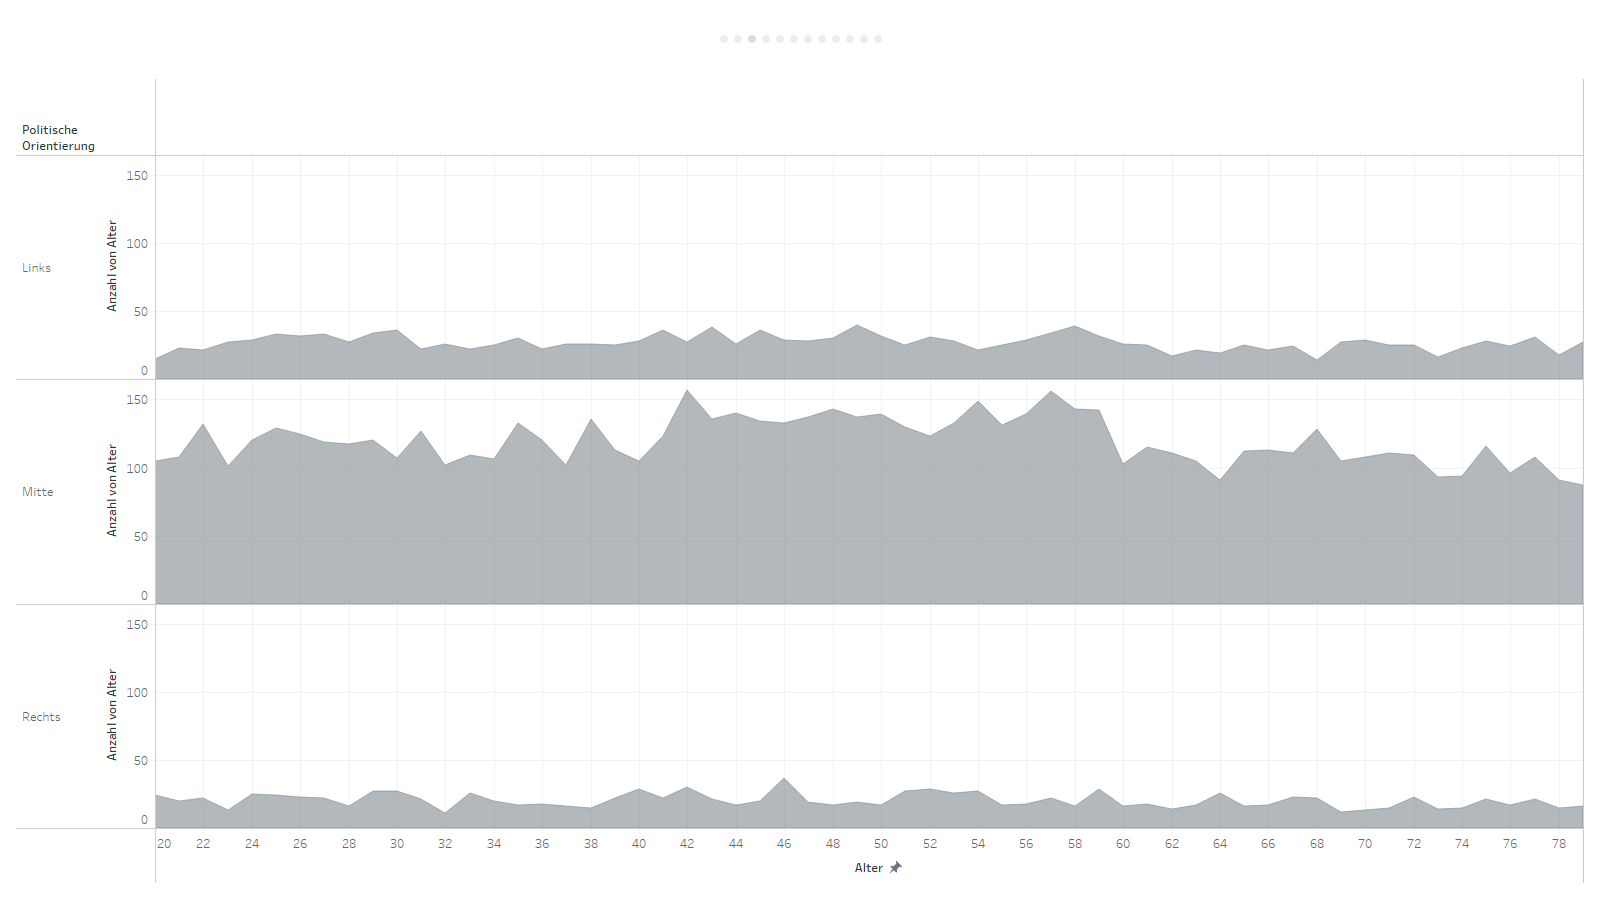 Politische
Orientierung
Links
Anzahl von Alter
150
100
50
0
Mitte
Anzahl von Alter
150
100
50
0
Rechts
Anzahl von Alter
150
100
50
0
20 22 24 26 28 30 32 34 36 38 40 42 44 46 48 50 52 54 56 58 60 62 64 66 68 70 72 74 76 78
Alter